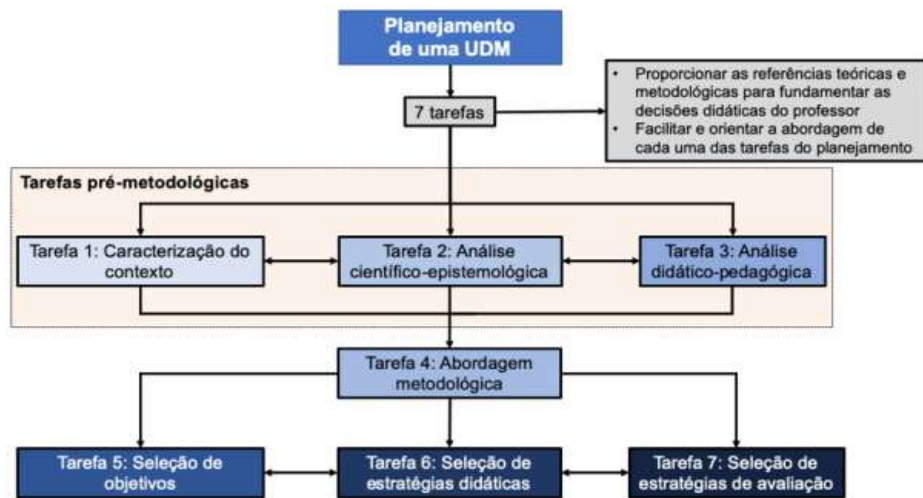 Planejamento
de uma UDM
7 tarefas
• Proporcionar as referências teóricas e
metodológicas para fundamentar as
decisões didáticas do professor
• Facilitar e orientar a abordagem de
cada uma das tarefas do planejamento
Tarefas pré-metodológicas
Tarefa 1: Caracterização do
contexto
Tarefa 2: Análise
científico-epistemológica
Tarefa 3: Análise
didático-pedagógica
Tarefa 4: Abordagem
metodológica
Tarefa 5: Seleção de
objetivos
Tarefa 6: Seleção de
estratégias didáticas
Tarefa 7: Seleção de
estratégias de avaliação